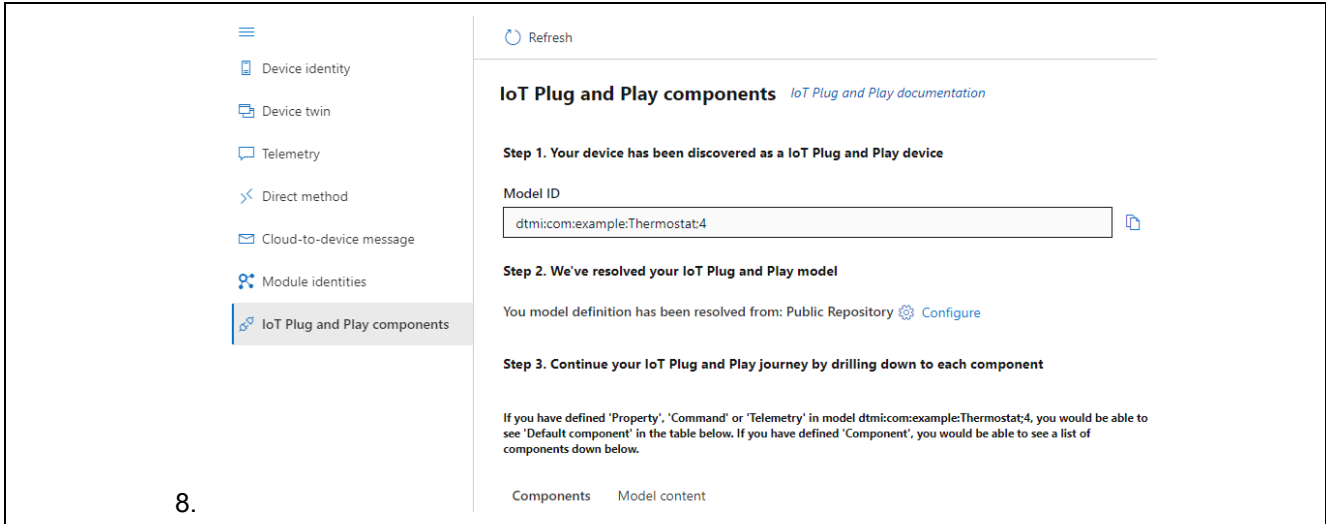 Device identity
Device twin
Telemetry
Direct method
Cloud-to-device message
Module identities
IoT Plug and Play components
Refresh
IoT Plug and Play components IoT Plug and Play documentation
Step 1. Your device has been discovered as a IoT Plug and Play device
Model ID
dtmi:com:example:Thermostat;4
Step 2. We've resolved your IoT Plug and Play model
You model definition has been resolved from: Public Repository Configure
Step 3. Continue your IoT Plug and Play journey by drilling down to each component
If you have defined 'Property', 'Command' or 'Telemetry' in model dtmi:com:example:Thermostat;4, you would be able to
see 'Default component' in the table below. If you have defined 'Component', you would be able to see a list of
components down below.
Components Model content
8.